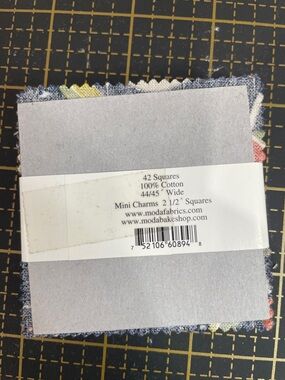 42 Squares
100% Cotton
44/45" Wide
Mini Charms 2 1/2" Squares
www.modafabrics.com
www.modabakeshop.com
7 52106 60894 8